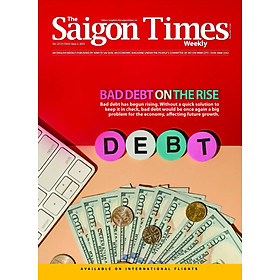 The
Saigon Times
Weekly
BAD DEBT ON THE RISE
Bad debt has begun rising. Without a quick solution to
keep it in check, bad debt would be once again a big
problem for the economy, affecting future growth.
DEBT
AVAILABLE ON INTERNATIONAL FLIGHTS